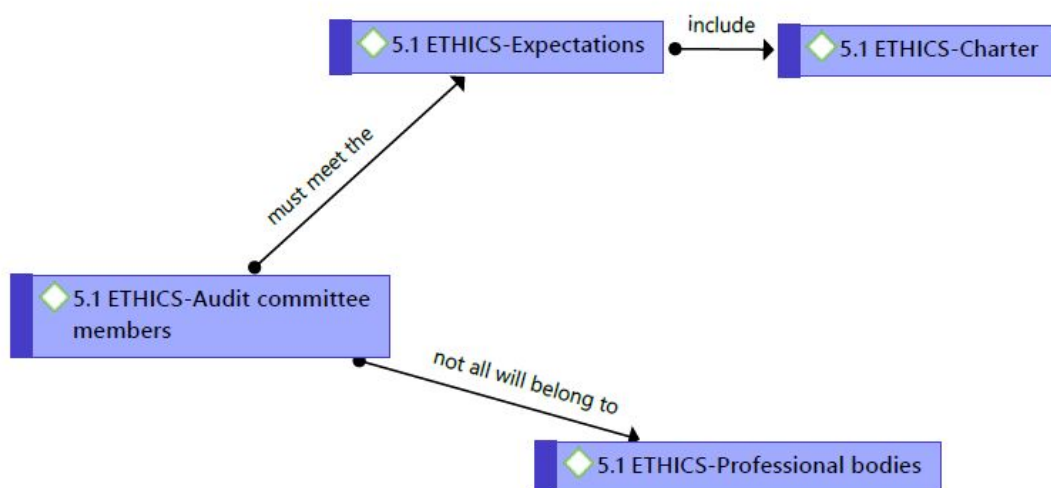 5.1 ETHICS-Expectations
include
5.1 ETHICS-Charter
must meet the
5.1 ETHICS-Audit committee
members
not all will belong to
5.1 ETHICS-Professional bodies